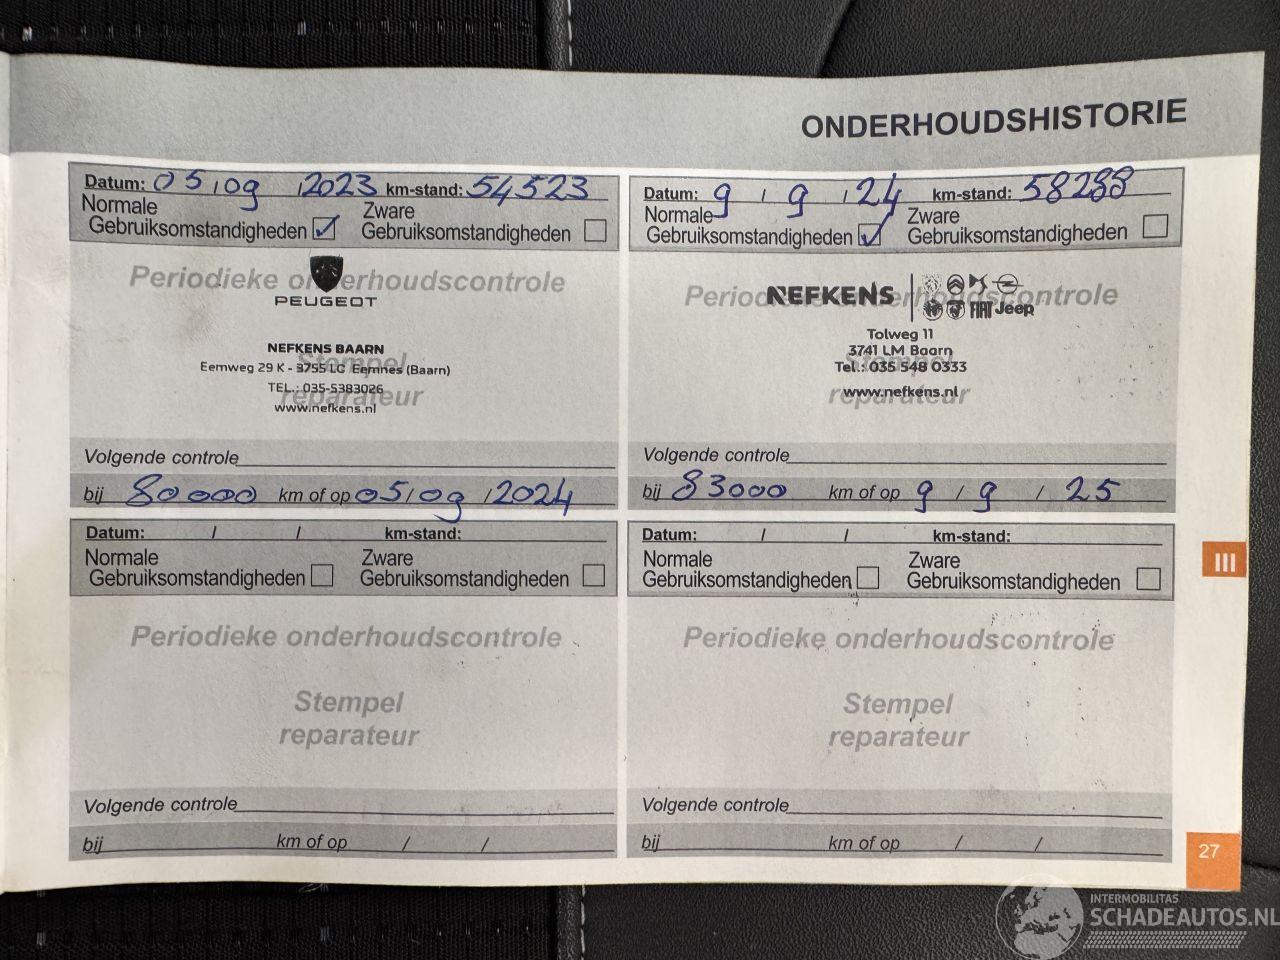 ONDERHOUDSHISTORIE
Datum: 05/09/2023 km-stand: 54523
Normale
Gebruiksomstandigheden
Zware
Gebruiksomstandigheden
Periodieke onderhoudscontrole
PEUGEOT
NEFKENS BAARN
Stempel
Eemweg 29 K - 3755 LC Eemnes (Baarn)
TEL.: 035-5383026
reparateur
www.nefkens.nl
Volgende controle
bij 80000 km of op 05/09/2024
Datum: 9 / 9 / 24 km-stand: 58288
Normale
Gebruiksomstandigheden
Zware
Gebruiksomstandigheden
Periodieke onderhoudscontrole
NEFKENS
FIAT Jeep
Tolweg 11
3741 LM Baarn
Stempel
Tel.: 035 548 0333
www.nefkens.nl
reparateur
Volgende controle
bij 83000 km of op 9 / 9 / 25
Datum: / / km-stand:
Normale
Gebruiksomstandigheden
Zware
Gebruiksomstandigheden
Periodieke onderhoudscontrole
Stempel
reparateur
Volgende controle
bij km of op / /
Datum: / / km-stand:
Normale
Gebruiksomstandigheden
Zware
Gebruiksomstandigheden
Periodieke onderhoudscontrole
Stempel
reparateur
Volgende controle
bij km of op / /
III
27
INTERMOBILITAS
SCHADEAUTOS.NL